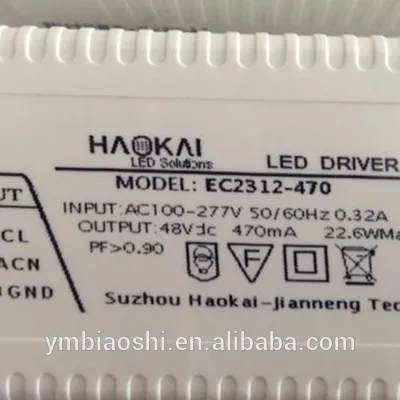 HAOKAI
LED Solutions
LED DRIVER
MODEL: EC2312-470
INPUT:AC100-277V 50/60Hz 0.32A
OUTPUT:48Vdc 470mA 22.6WMa
PF>0.90
UT
CL
ACN
GND
F
Suzhou Haokai-Jianneng Tec
ymbiaoshi.en.alibaba.com